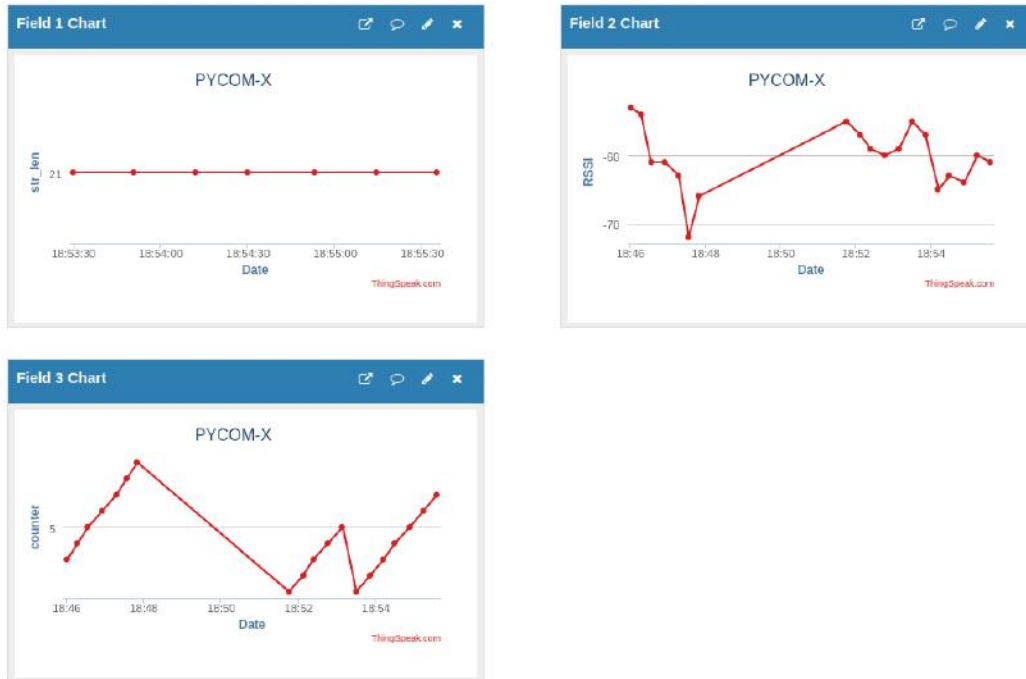 Field 1 Chart
PYCOM-X
str_len
21
18:53:30 18:54:00 18:54:30 18:55:00 18:55:30
Date
ThingSpeak.com
Field 2 Chart
PYCOM-X
RSSI
-60
-70
18:46 18:48 18:50 18:52 18:54
Date
ThingSpeak.com
Field 3 Chart
PYCOM-X
counter
5
18:46 18:48 18:50 18:52 18:54
Date
ThingSpeak.com